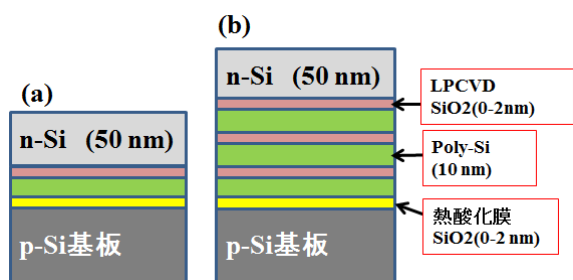 (a)
n-Si (50 nm)
p-Si基板
(b)
n-Si (50 nm)
p-Si基板
LPCVD
SiO2(0-2nm)
Poly-Si
(10 nm)
熱酸化膜
SiO2(0-2 nm)